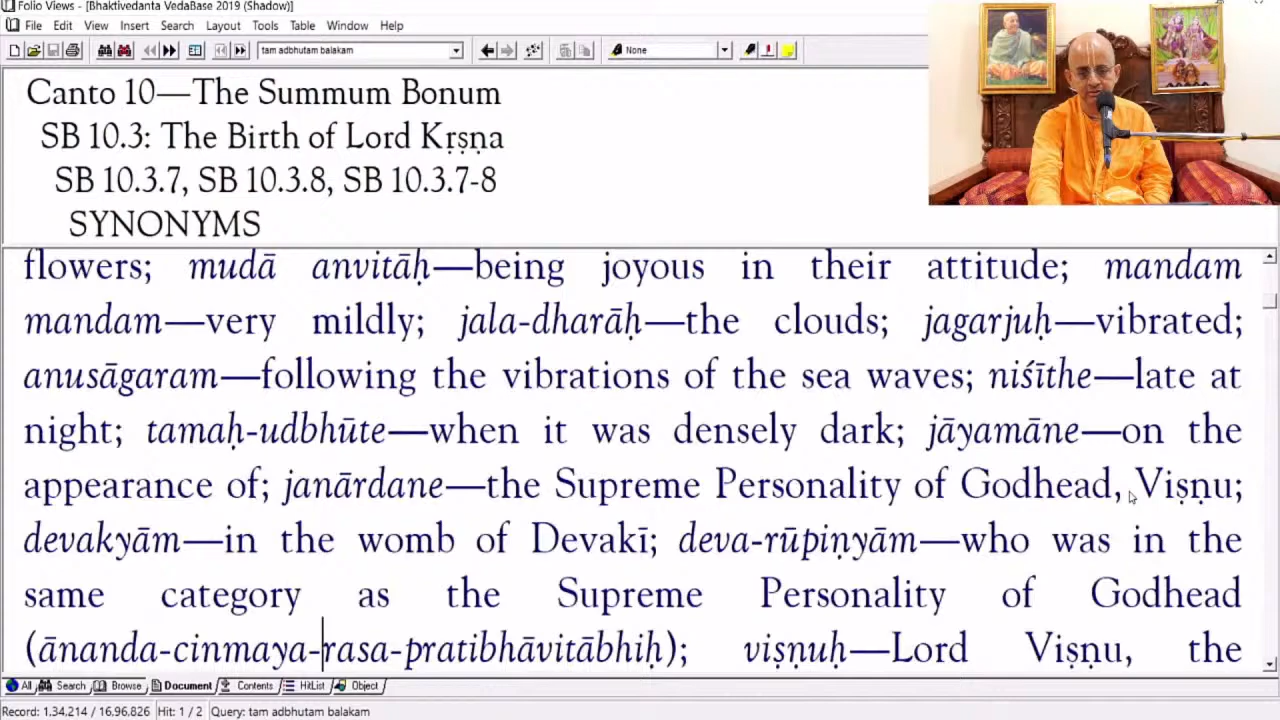 Folio Views - [Bhaktivedanta VedaBase 2019 (Shadow)]
File Edit View Insert Search Layout Tools Table Window Help
tam adbhutam balakam
None
Canto 10—The Summum Bonum
SB 10.3: The Birth of Lord Kṛṣṇa
SB 10.3.7, SB 10.3.8, SB 10.3.7-8
SYNONYMS
flowers; mudā anvitāḥ—being joyous in their attitude; mandam
mandam—very mildly; jala-dharāḥ—the clouds; jagarjuḥ—vibrated;
anusāgaram—following the vibrations of the sea waves; niśīthe—late at
night; tamaḥ-udbhūte—when it was densely dark; jāyamāne—on the
appearance of; janārdane—the Supreme Personality of Godhead, Viṣṇu;
devakyām—in the womb of Devakī; deva-rūpiṇyām—who was in the
same category as the Supreme Personality of Godhead
(ānanda-cinmaya-rasa-pratibhāvitābhiḥ); viṣṇuḥ—Lord Viṣṇu, the
All Search Browse Document Contents HitList Object
Record: 1,34,214 / 16,96,826 Hit: 1 / 2 Query: tam adbhutam balakam